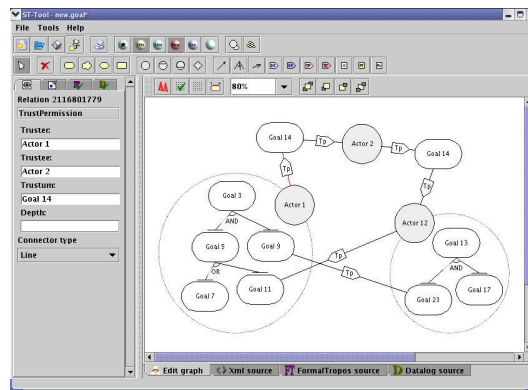 ST-Tool - new.goal*
File Tools Help
80%
Relation 2116801779
TrustPermission
Truster:
Actor 1
Trustee:
Actor 2
Trustum:
Goal 14
Depth:
Connector type
Line
Goal 14
Tp
Actor 2
Tp
Goal 14
Tp
Tp
Goal 3
Actor 1
Actor 12
AND
Goal 5
Goal 9
Goal 13
Tp
AND
OR
Tp
Goal 7
Goal 11
Goal 23
Goal 17
Edit graph
Xml source
FormalTropos source
Datalog source